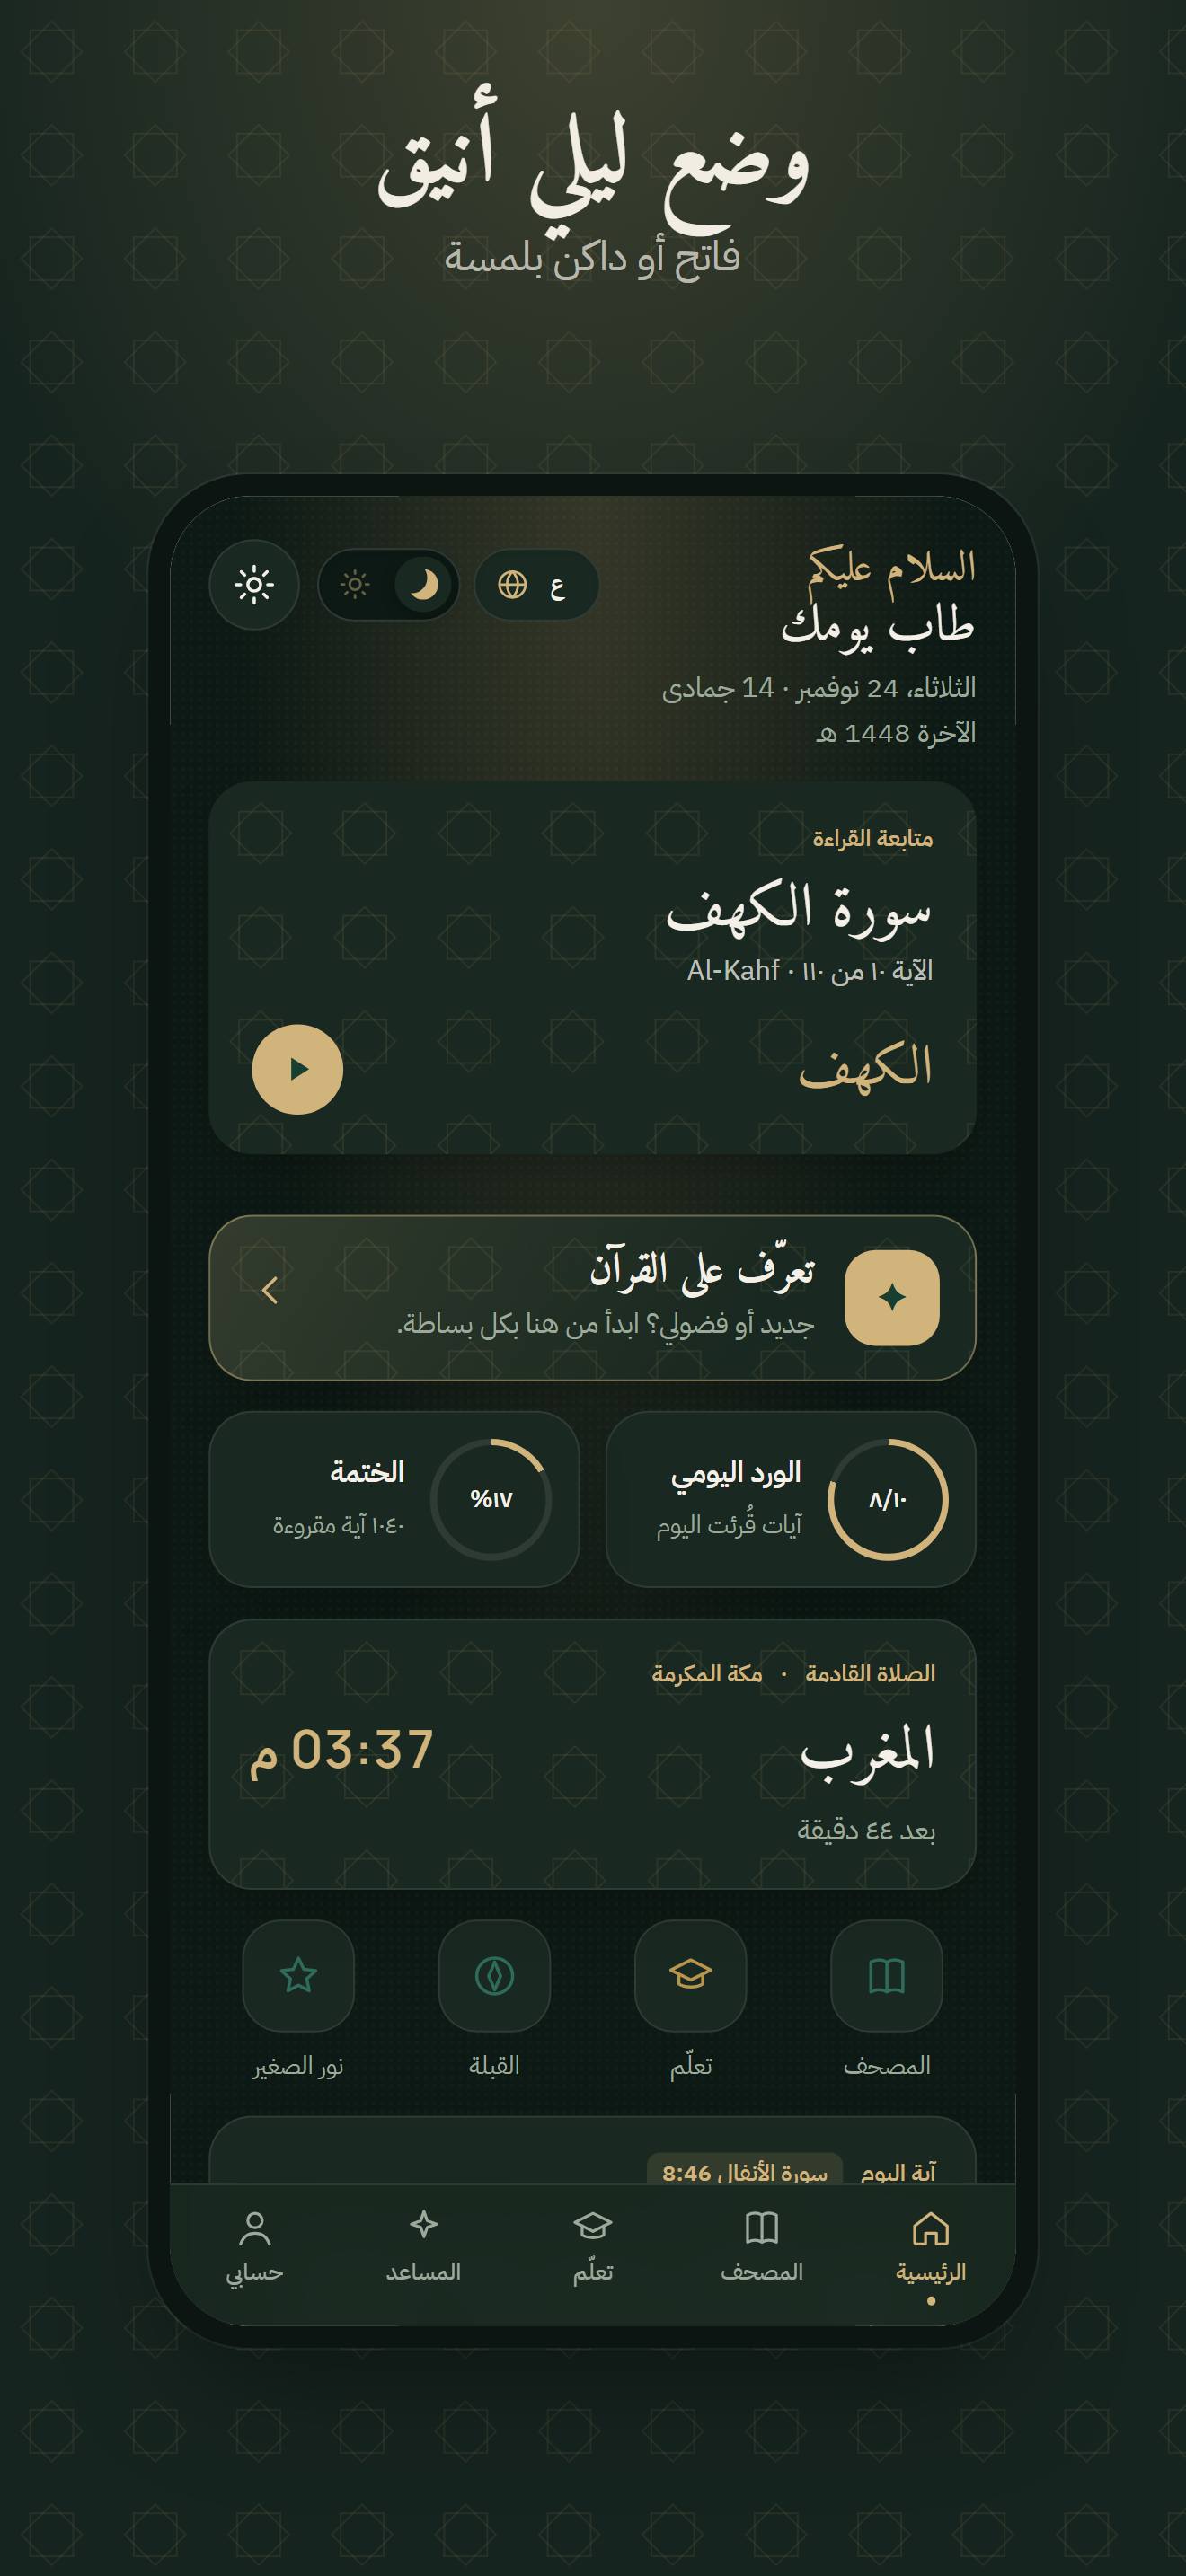 وضع ليلي أنيق
فاتح أو داكن بلمسة
السلام عليكم
طاب يومك
ع
الثلاثاء، 24 نوفمبر · 14 جمادى
الآخرة 1448 هـ
متابعة القراءة
سورة الكهف
الآية ١٠ من ١١٠ · Al-Kahf
الكهف
تعرّف على القرآن
جديد أو فضولي؟ ابدأ من هنا بكل بساطة.
٨/١٠
الورد اليومي
آيات قُرئت اليوم
١٧%
الختمة
١٠٤٠ آية مقروءة
الصلاة القادمة · مكة المكرمة
المغرب
03:37 م
بعد ٤٤ دقيقة
المصحف
تعلّم
القبلة
نور الصغير
آية اليوم
سورة الأنفال 8:46
الرئيسية
المصحف
تعلّم
المساعد
حسابي